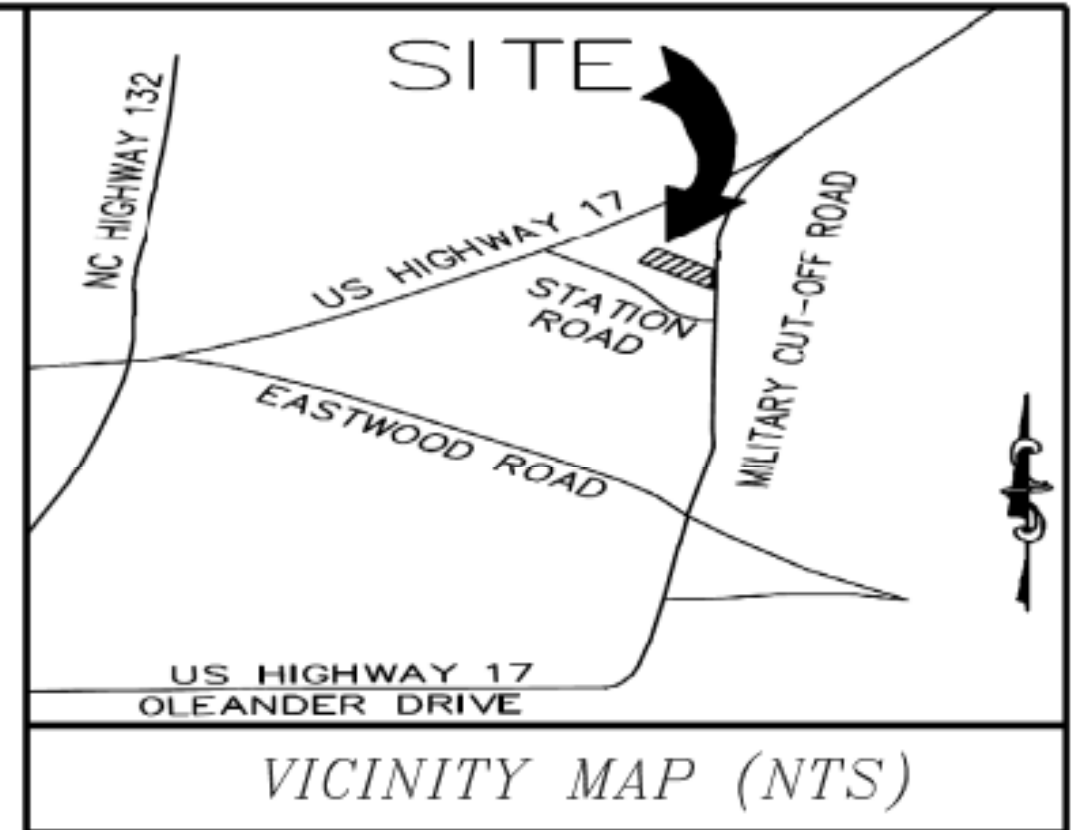 SITE
NC HIGHWAY 132
US HIGHWAY 17
STATION
ROAD
MILITARY CUT-OFF ROAD
EASTWOOD ROAD
US HIGHWAY 17
OLEANDER DRIVE
VICINITY MAP (NTS)